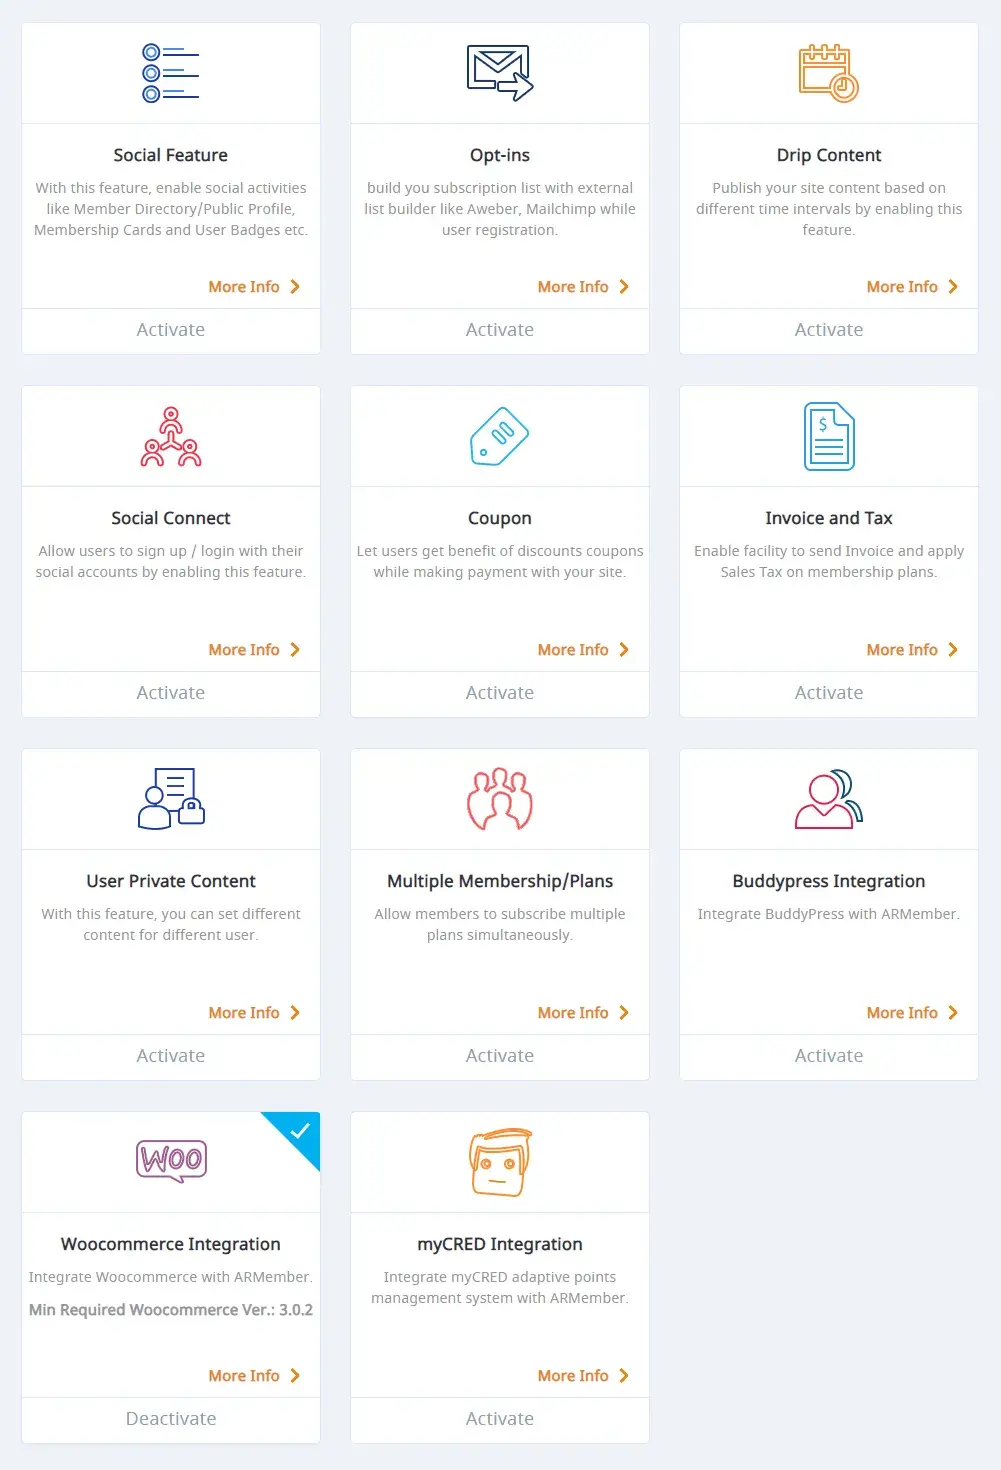 Social Feature
With this feature, enable social activities
like Member Directory/Public Profile,
Membership Cards and User Badges etc.
More Info
Activate
Opt-ins
build you subscription list with external
list builder like Aweber, Mailchimp while
user registration.
More Info
Activate
Drip Content
Publish your site content based on
different time intervals by enabling this
feature.
More Info
Activate
Social Connect
Allow users to sign up / login with their
social accounts by enabling this feature.
More Info
Activate
Coupon
Let users get benefit of discounts coupons
while making payment with your site.
More Info
Activate
$
Invoice and Tax
Enable facility to send Invoice and apply
Sales Tax on membership plans.
More Info
Activate
User Private Content
With this feature, you can set different
content for different user.
More Info
Activate
Multiple Membership/Plans
Allow members to subscribe multiple
plans simultaneously.
More Info
Activate
Buddypress Integration
Integrate BuddyPress with ARMember.
More Info
Activate
Woo
Woocommerce Integration
Integrate Woocommerce with ARMember.
Min Required Woocommerce Ver.: 3.0.2
More Info
Deactivate
myCRED Integration
Integrate myCRED adaptive points
management system with ARMember.
More Info
Activate